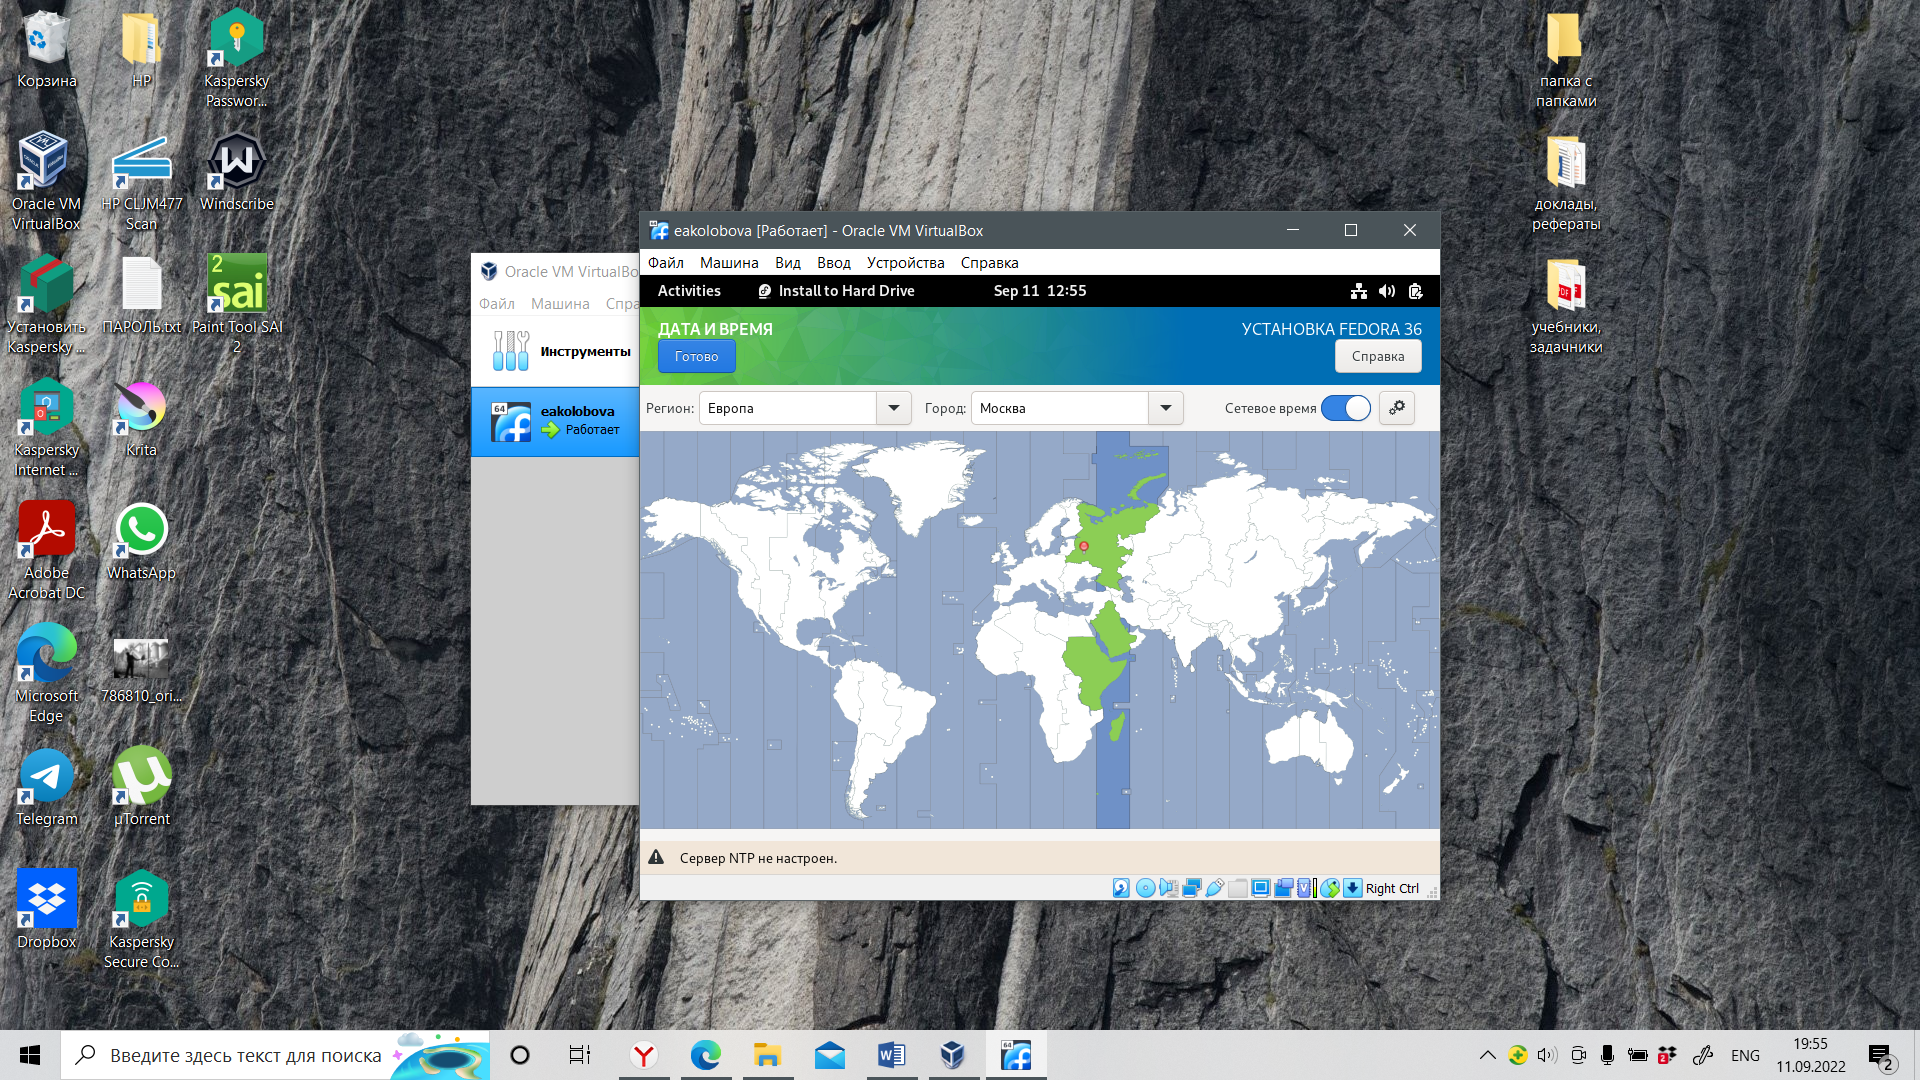 Корзина
HP
Kaspersky
Passwor...
Oracle VM
VirtualBox
HP CLJM477
Scan
Windscribe
Установить
Kaspersky ...
ПАРОЛЬ.txt
2
sai
Paint Tool SAI
2
Kaspersky
Internet ...
Krita
Adobe
Acrobat DC
WhatsApp
Microsoft
Edge
786810_ori...
Telegram
µTorrent
Dropbox
Kaspersky
Secure Co...
папка с
папками
доклады,
рефераты
PDF
учебники,
задачники
Oracle VM VirtualBo
Файл Машина Спра
Инструменты
64
eakolobova
Работает
eakolobova [Работает] - Oracle VM VirtualBox
Файл Машина Вид Ввод Устройства Справка
Activities Install to Hard Drive Sep 11 12:55
ДАТА И ВРЕМЯ
УСТАНОВКА FEDORA 36
Готово
Справка
Регион: Европа Город: Москва Сетевое время
Сервер NTP не настроен.
Right Ctrl
Введите здесь текст для поиска
64
ENG
19:55
11.09.2022
2